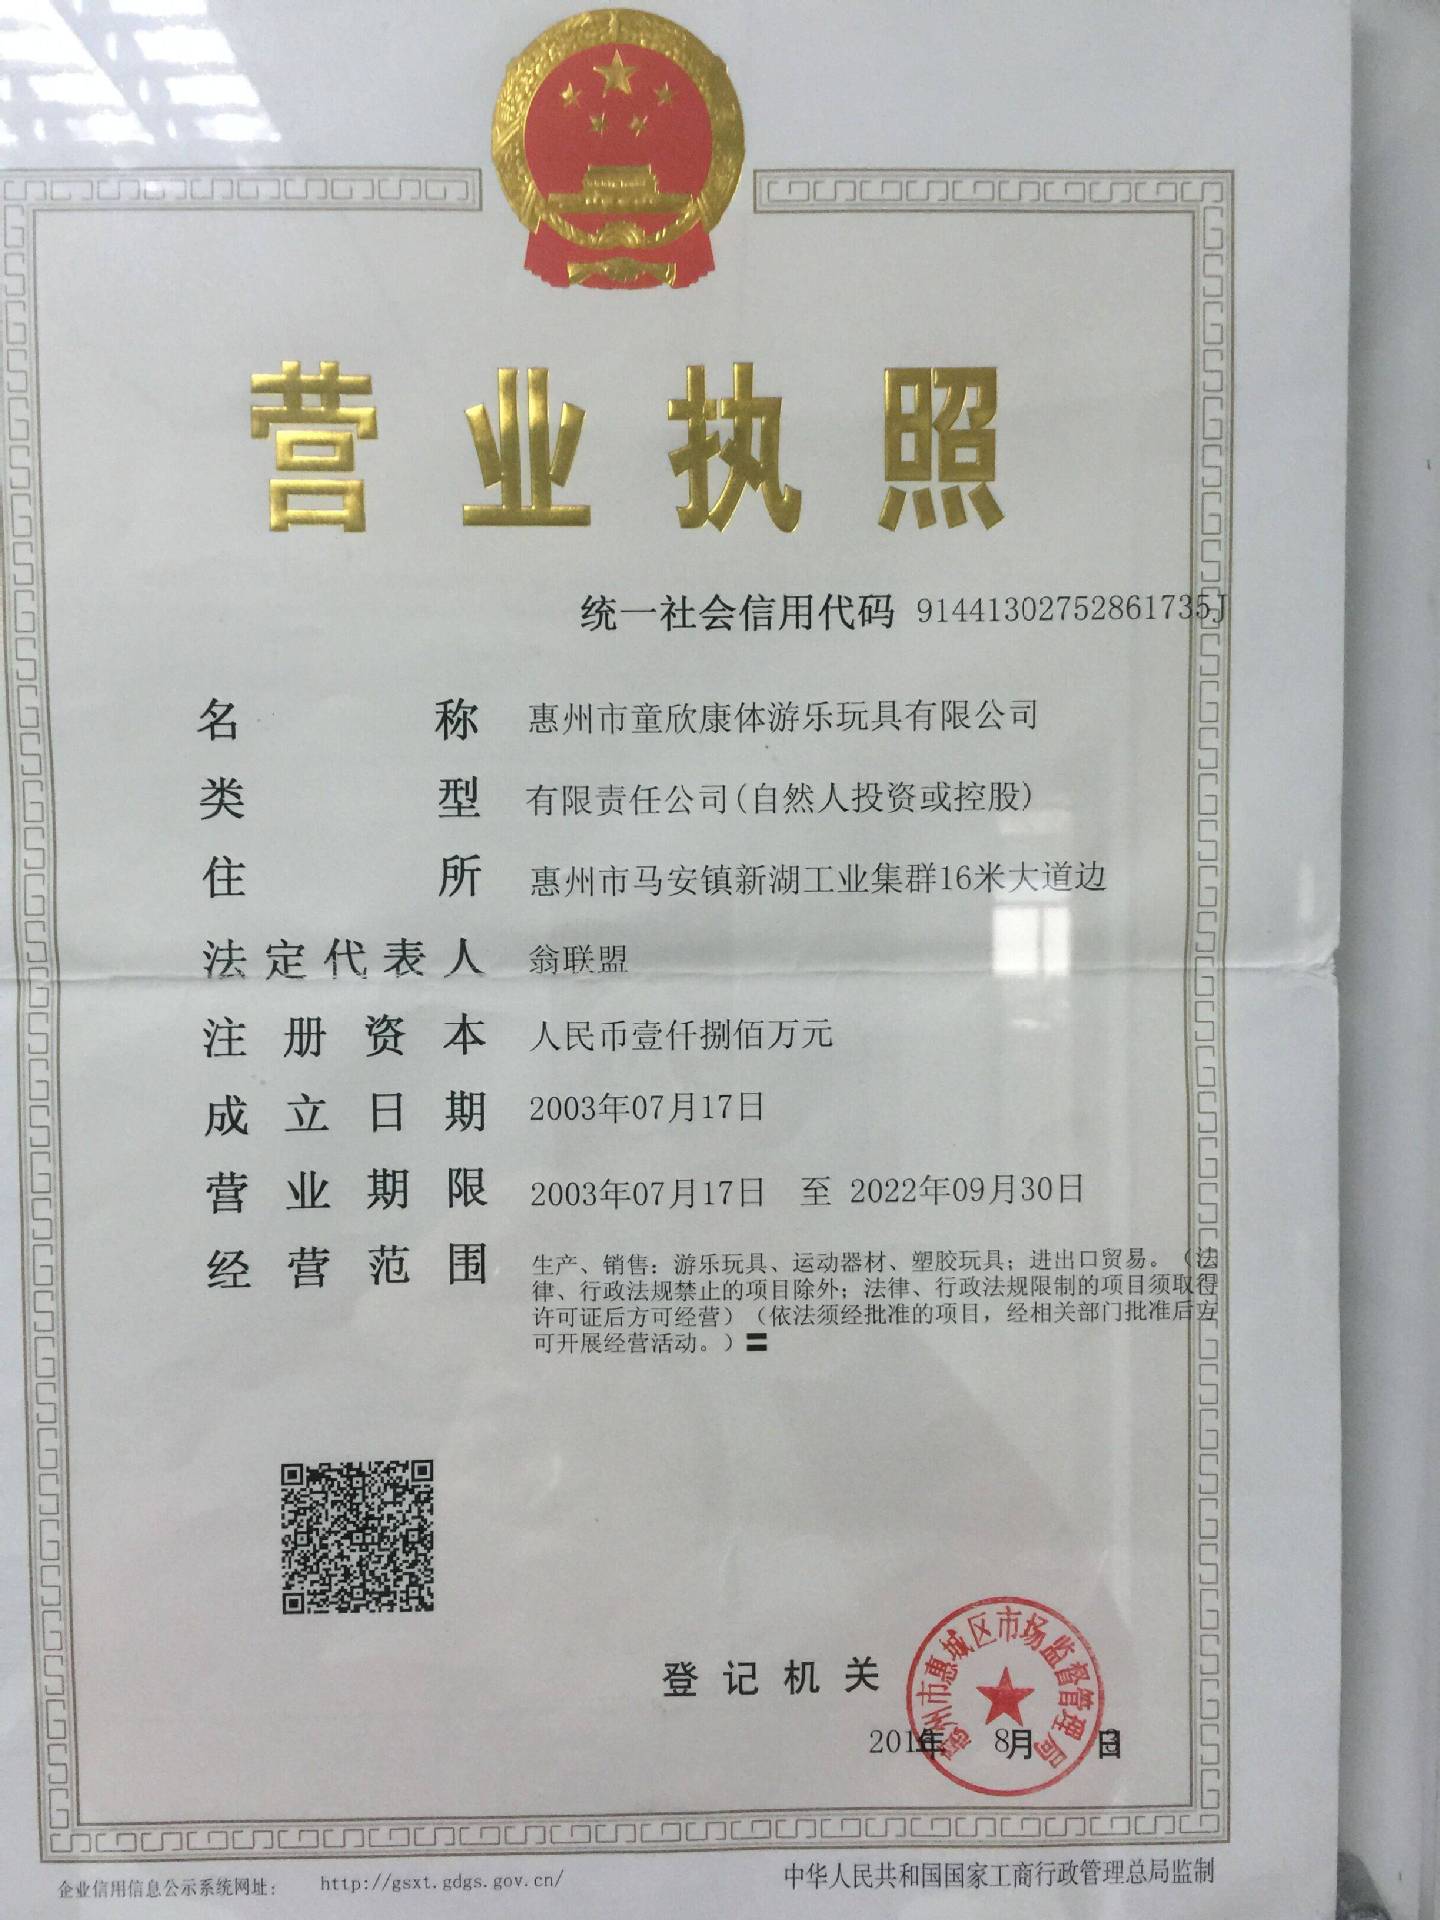 营业执照
统一社会信用代码 91441302752861735J
名称 惠州市童欣康体游乐玩具有限公司
类型 有限责任公司(自然人投资或控股)
住所 惠州市马安镇新湖工业集群16米大道边
法定代表人 翁联盟
注册资本 人民币壹仟捌佰万元
成立日期 2003年07月17日
营业期限 2003年07月17日 至 2022年09月30日
经营范围 生产、销售：游乐玩具、运动器材、塑胶玩具；进出口贸易。（法
律、行政法规禁止的项目除外；法律、行政法规限制的项目须取得
许可证后方可经营）（依法须经批准的项目，经相关部门批准后方
可开展经营活动。）〓
惠州市惠城区市场监督管理局
登记机关
年 8月 3日
企业信用信息公示系统网址： http://gsxt.gdgs.gov.cn/
中华人民共和国国家工商行政管理总局监制